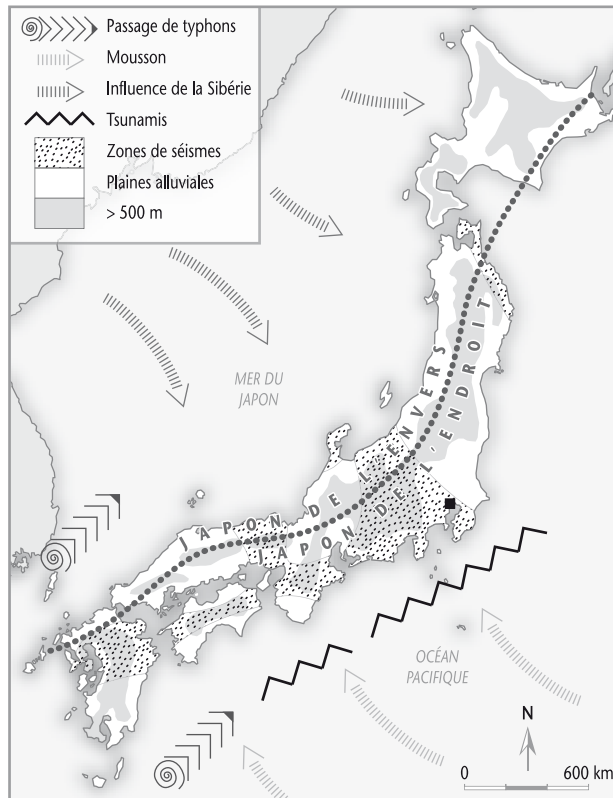 Passage de typhons
Mousson
Influence de la Sibérie
Tsunamis
Zones de séismes
Plaines alluviales
> 500 m
MER DU
JAPON
JAPON DE L'ENVERS
JAPON DE L'ENDROIT
OCÉAN
PACIFIQUE
N
0 600 km